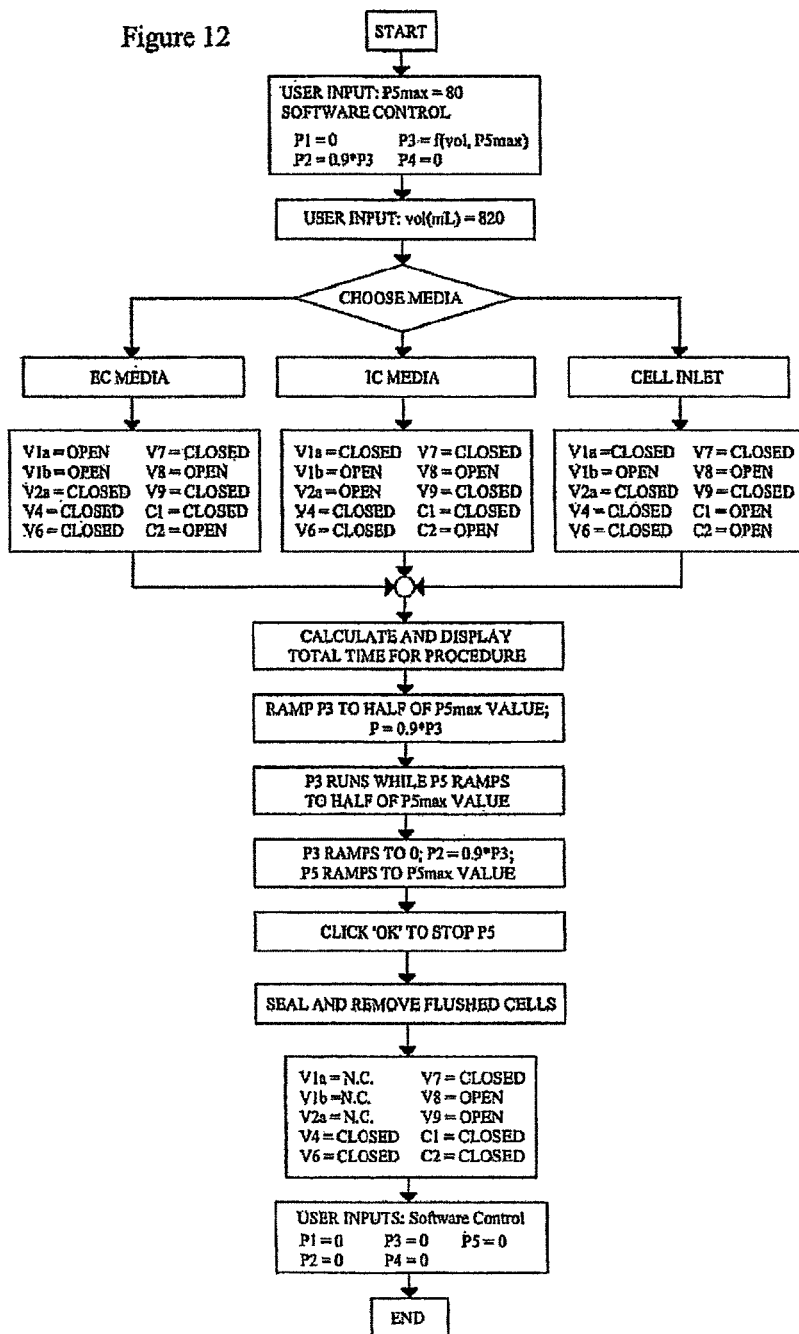 Figure 12
START
USER INPUT: P5max = 80
SOFTWARE CONTROL
P1 = 0 P3 = f(vol, P5max)
P2 = 0.9*P3 P4 = 0
USER INPUT: vol(mL) = 820
CHOOSE MEDIA
EC MEDIA
IC MEDIA
CELL INLET
V1a = OPEN V7 = CLOSED
V1b = OPEN V8 = OPEN
V2a = CLOSED V9 = CLOSED
V4 = CLOSED C1 = CLOSED
V6 = CLOSED C2 = OPEN
V1a = CLOSED V7 = CLOSED
V1b = OPEN V8 = OPEN
V2a = OPEN V9 = CLOSED
V4 = CLOSED C1 = CLOSED
V6 = CLOSED C2 = OPEN
V1a = CLOSED V7 = CLOSED
V1b = OPEN V8 = OPEN
V2a = CLOSED V9 = CLOSED
V4 = CLOSED C1 = OPEN
V6 = CLOSED C2 = OPEN
CALCULATE AND DISPLAY
TOTAL TIME FOR PROCEDURE
RAMP P3 TO HALF OF P5max VALUE;
P = 0.9*P3
P3 RUNS WHILE P5 RAMPS
TO HALF OF P5max VALUE
P3 RAMPS TO 0; P2 = 0.9*P3;
P5 RAMPS TO P5max VALUE
CLICK 'OK' TO STOP P5
SEAL AND REMOVE FLUSHED CELLS
V1a = N.C. V7 = CLOSED
V1b = N.C. V8 = OPEN
V2a = N.C. V9 = OPEN
V4 = CLOSED C1 = CLOSED
V6 = CLOSED C2 = CLOSED
USER INPUTS: Software Control
P1 = 0 P3 = 0 P5 = 0
P2 = 0 P4 = 0
END